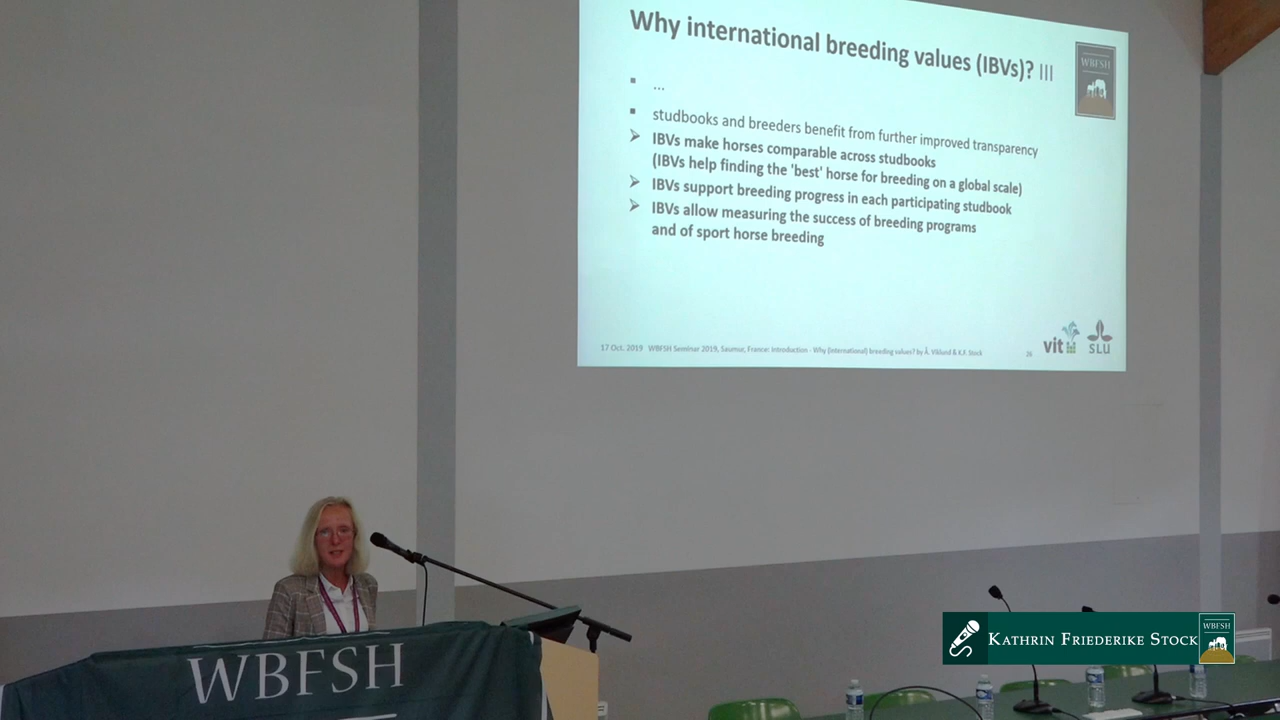 Why international breeding values (IBVs)? III
WBFSH
...
studbooks and breeders benefit from further improved transparency
IBVs make horses comparable across studbooks
(IBVs help finding the 'best' horse for breeding on a global scale)
IBVs support breeding progress in each participating studbook
IBVs allow measuring the success of breeding programs
and of sport horse breeding
17 Oct. 2019 WBFSH Seminar 2019, Saumur, France: Introduction - Why (international) breeding values? by Å. Viklund & K.F. Stock
26
vit
SLU
WBFSH
KATHRIN FRIEDERIKE STOCK
WBFSH